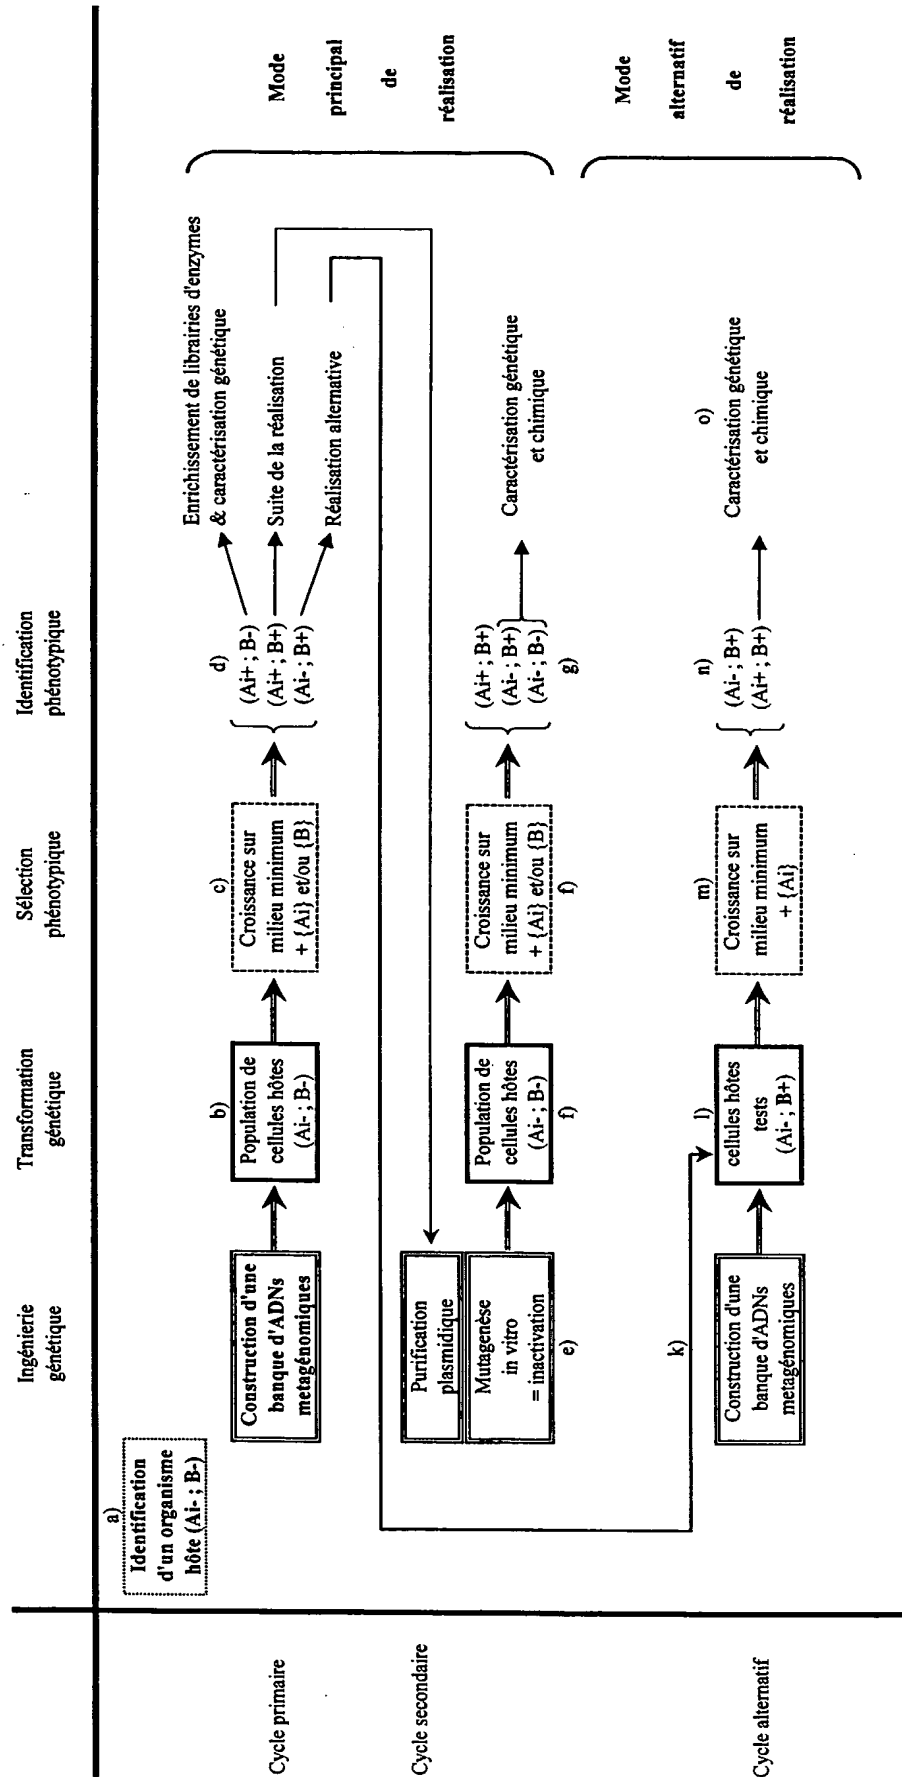 Ingénierie
génétique
Transformation
génétique
Sélection
phénotypique
Identification
phénotypique
Cycle primaire
a)
Identification
d'un organisme
hôte (Ai- ; B-)
Construction d'une
banque d'ADNs
metagénomiques
b)
Population de
cellules hôtes
(Ai- ; B-)
c)
Croissance sur
milieu minimum
+ {Ai} et/ou {B}
d)
(Ai+ ; B-)
(Ai+ ; B+)
(Ai- ; B+)
Enrichissement de librairies d'enzymes
& caractérisation génétique
Suite de la réalisation
Réalisation alternative
Mode
principal
de
réalisation
Cycle secondaire
Purification
plasmidique
Mutagenèse
in vitro
= inactivation
e)
Population de
cellules hôtes
(Ai- ; B-)
f)
Croissance sur
milieu minimum
+ {Ai} et/ou {B}
f)
(Ai+ ; B+)
(Ai- ; B+)
(Ai- ; B-)
g)
Caractérisation génétique
et chimique
Cycle alternatif
k)
Construction d'une
banque d'ADNs
metagénomiques
l)
cellules hôtes
tests
(Ai- ; B+)
m)
Croissance sur
milieu minimum
+ {Ai}
n)
(Ai- ; B+)
(Ai+ ; B+)
o)
Caractérisation génétique
et chimique
Mode
alternatif
de
réalisation